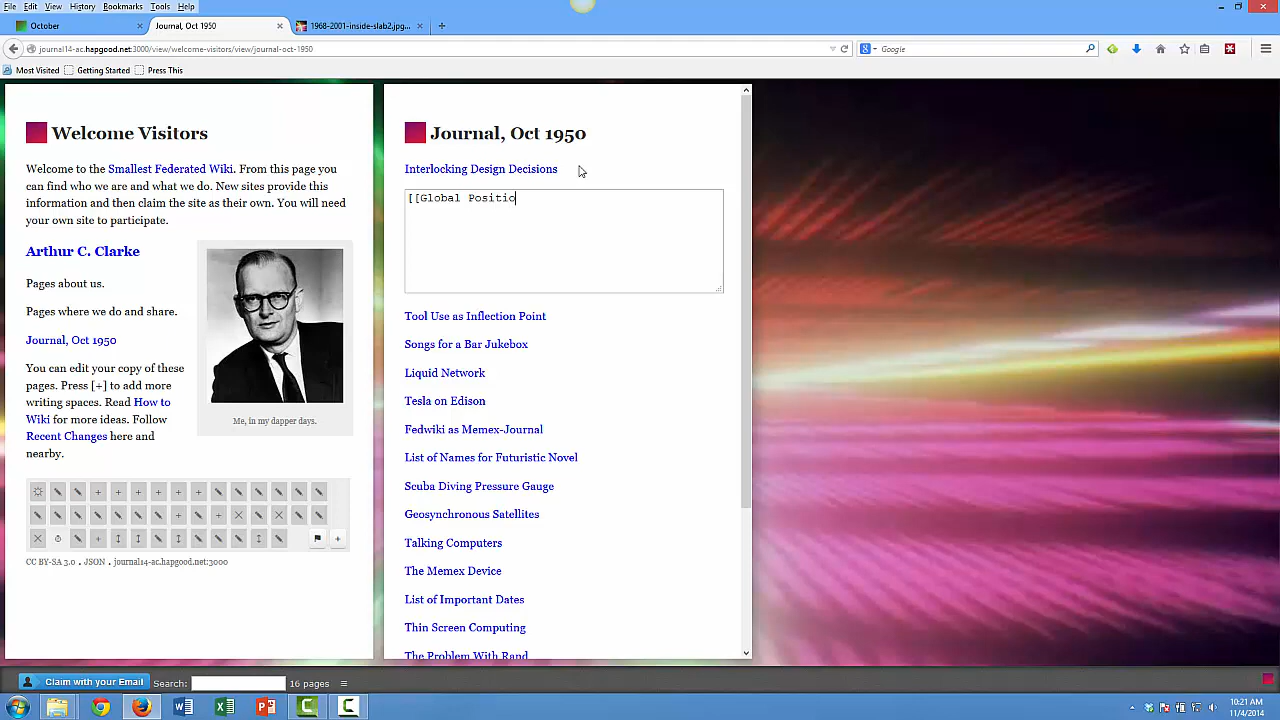 File Edit View History Bookmarks Tools Help
October
Journal, Oct 1950
1968-2001-inside-slab2.jpg...
journal14-ac.hapgood.net:3000/view/welcome-visitors/view/journal-oct-1950
Google
Most Visited Getting Started Press This
Welcome Visitors
Welcome to the Smallest Federated Wiki. From this page you
can find who we are and what we do. New sites provide this
information and then claim the site as their own. You will need
your own site to participate.
Arthur C. Clarke
Pages about us.
Pages where we do and share.
Journal, Oct 1950
You can edit your copy of these
pages. Press [+] to add more
writing spaces. Read How to
Wiki for more ideas. Follow
Recent Changes here and
nearby.
Me, in my dapper days.
CC BY-SA 3.0 . JSON . journal14-ac.hapgood.net:3000
Journal, Oct 1950
Interlocking Design Decisions
[[Global Positio
Tool Use as Inflection Point
Songs for a Bar Jukebox
Liquid Network
Tesla on Edison
Fedwiki as Memex-Journal
List of Names for Futuristic Novel
Scuba Diving Pressure Gauge
Geosynchronous Satellites
Talking Computers
The Memex Device
List of Important Dates
Thin Screen Computing
The Problem With Rand
Claim with your Email
Search:
16 pages
10:21 AM
11/4/2014